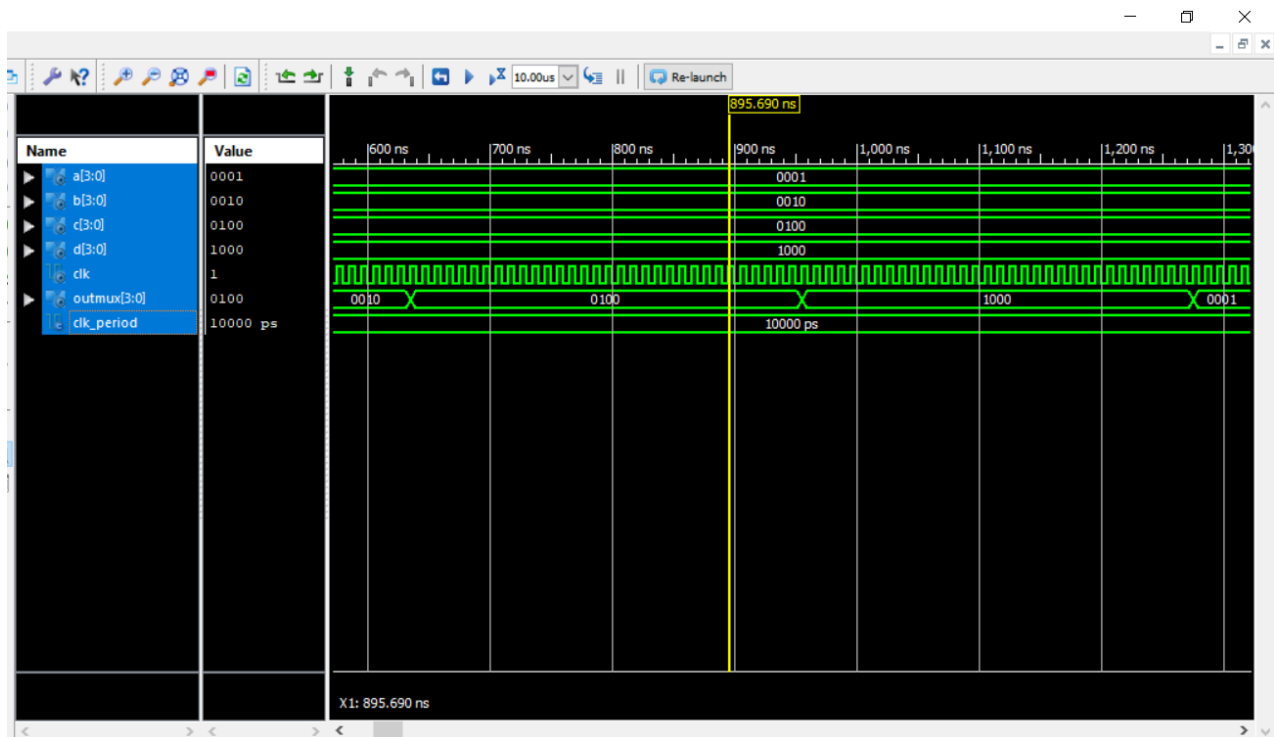 10.00us Re-launch
895.690 ns
Name Value 600 ns 700 ns 800 ns 900 ns 1,000 ns 1,100 ns 1,200 ns 1,30
a[3:0] 0001 0001
b[3:0] 0010 0010
c[3:0] 0100 0100
d[3:0] 1000 1000
clk 1
outmux[3:0] 0100 0010 0100 1000 0001
clk_period 10000 ps 10000 ps
X1: 895.690 ns